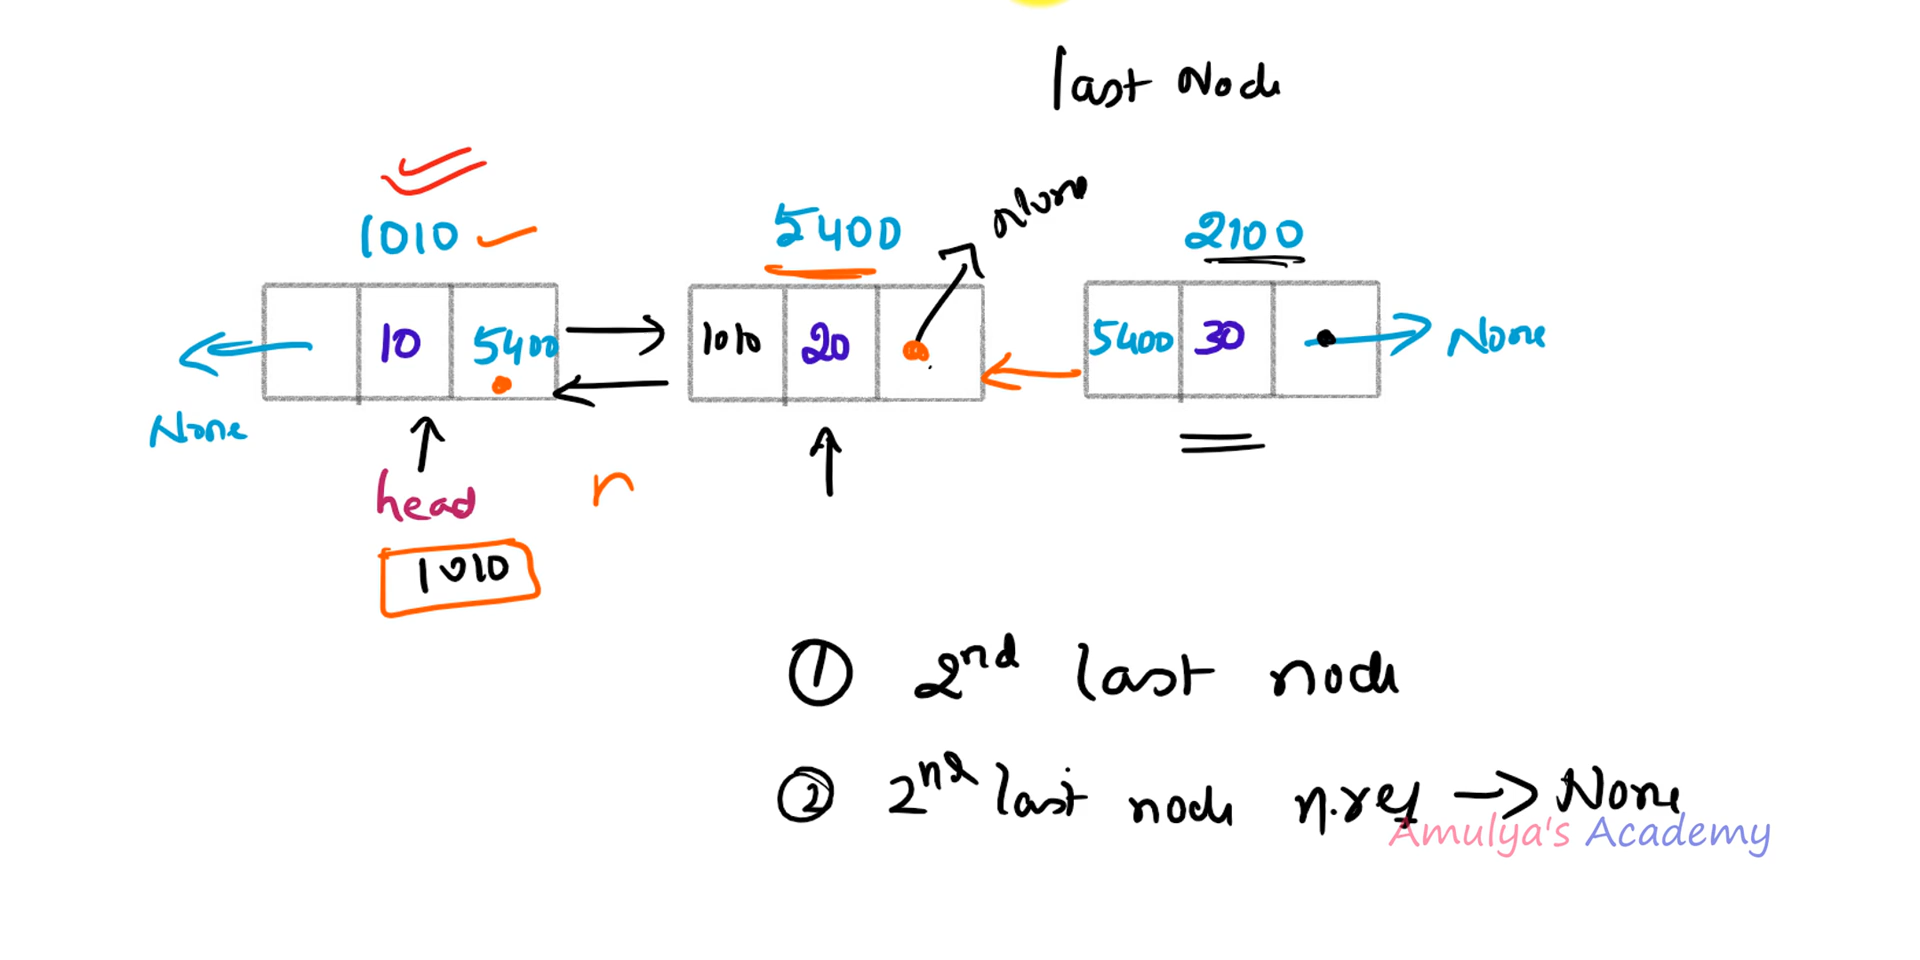 last Node
1010
5400
None
2100
10
5400
1010
20
5400
30
None
None
head
n
1010
① 2nd last node
② 2nd last node n.ref → None
Amulya's Academy